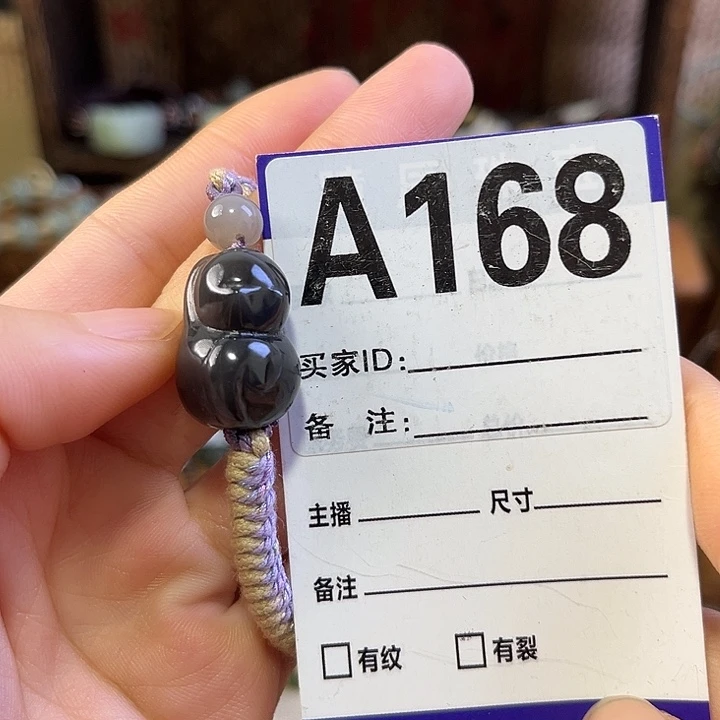 A168
买家ID:
备 注:
主播 尺寸
备注
有纹 有裂